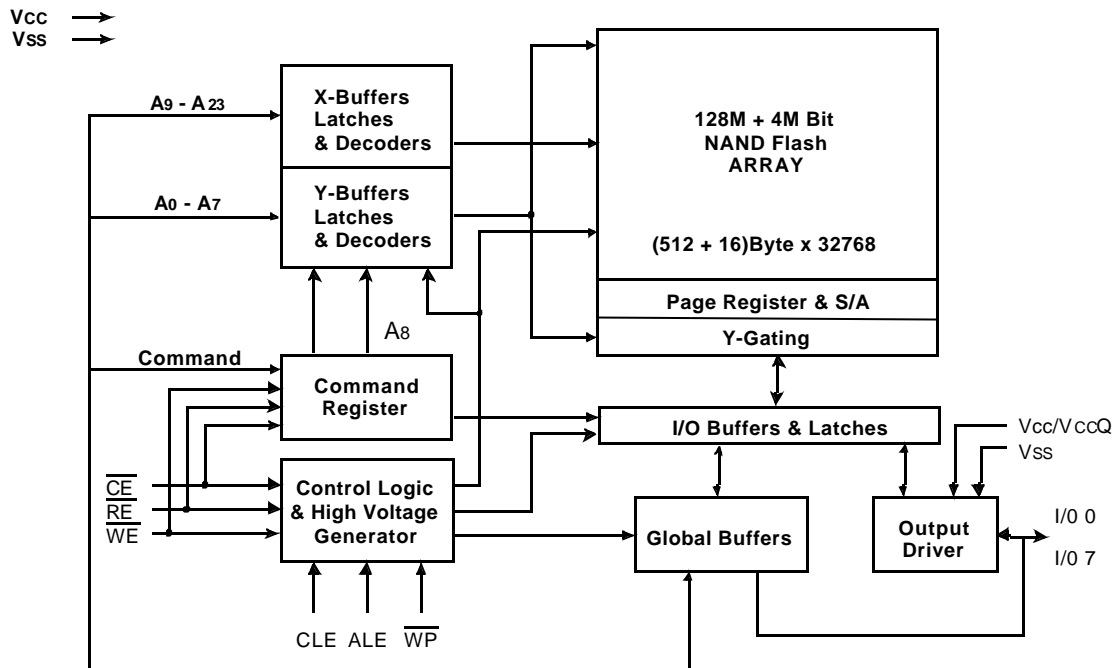 VCC
VSS
A9 - A23
X-Buffers
Latches
& Decoders
A0 - A7
Y-Buffers
Latches
& Decoders
128M + 4M Bit
NAND Flash
ARRAY
(512 + 16)Byte x 32768
Page Register & S/A
Y-Gating
A8
Command
Command
Register
I/O Buffers & Latches
Vcc/VCCQ
VSS
CE
RE
WE
Control Logic
& High Voltage
Generator
Global Buffers
Output
Driver
I/0 0
I/0 7
CLE
ALE
WP